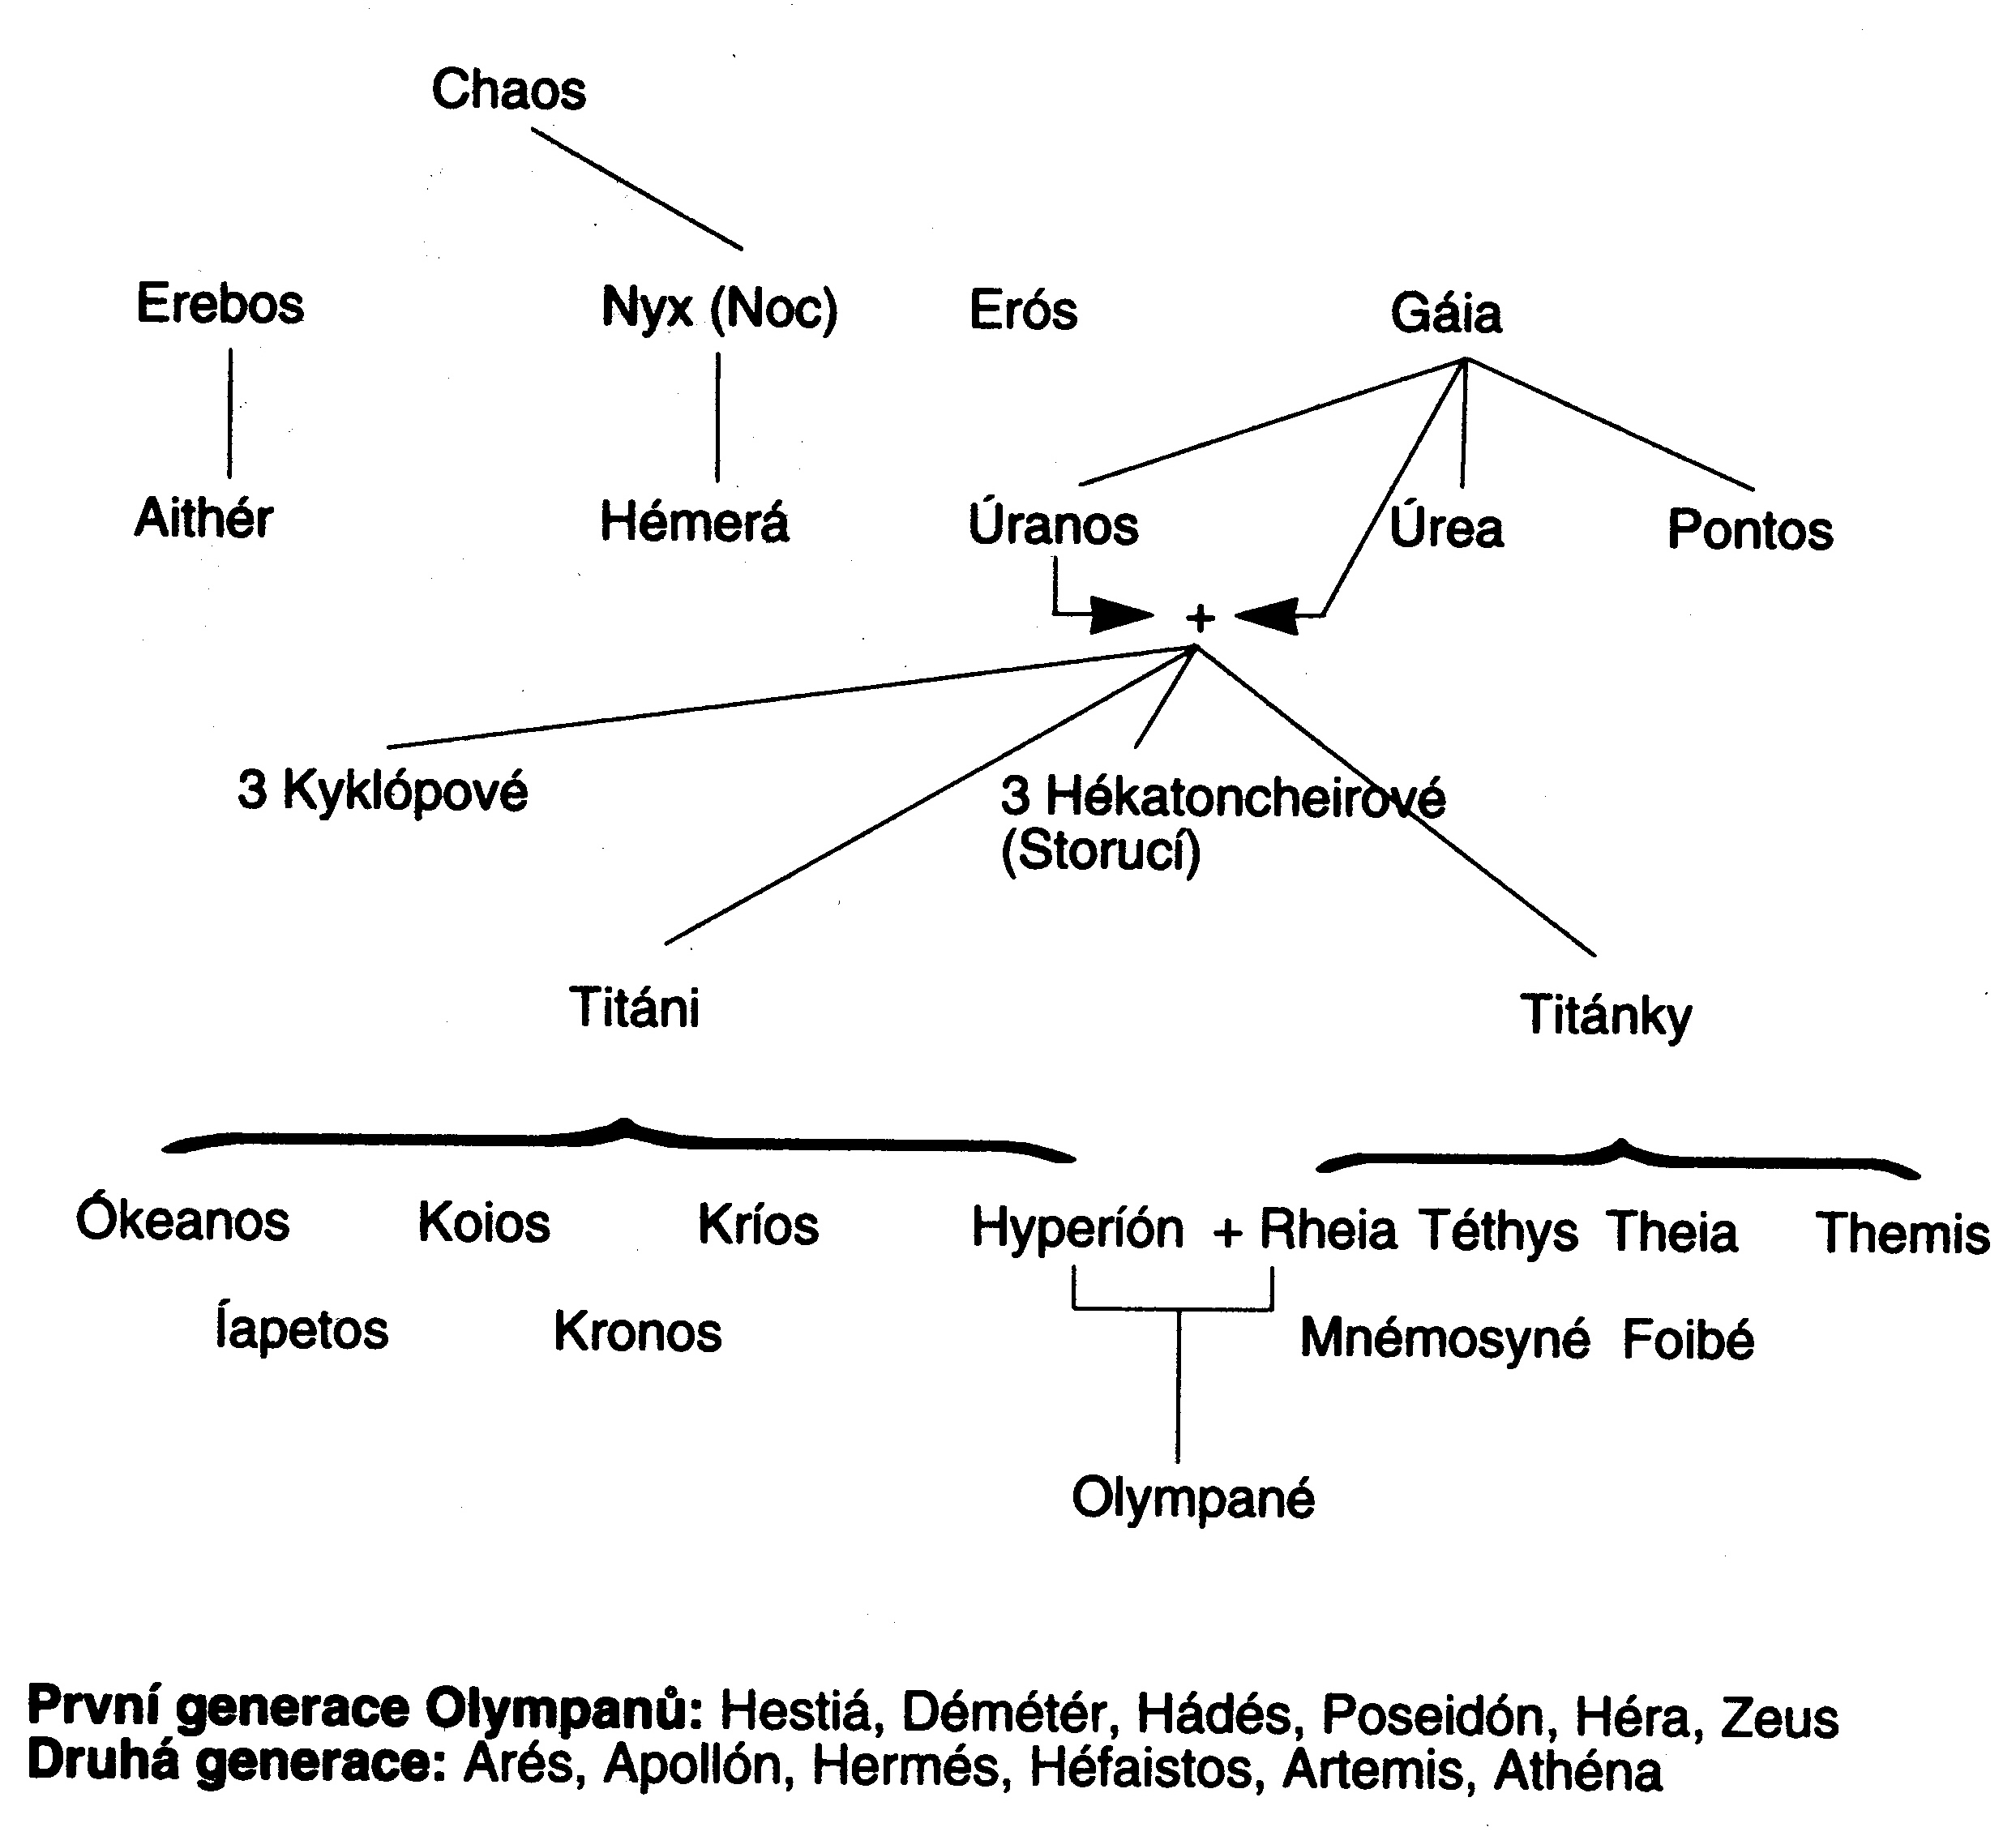 Chaos
Erebos
Nyx (Noc)
Erós
Gáia
Aithér
Hémerá
Úranos
Úrea
Pontos
+
3 Kyklópové
3 Hékatoncheirové
(Storucí)
Titáni
Titánky
Ókeanos
Koios
Kríos
Hyperíón + Rheia Téthys Theia Themis
Íapetos
Kronos
Mnémosyné Foibé
Olympané
První generace Olympanů: Hestiá, Démétér, Hádés, Poseidón, Héra, Zeus
Druhá generace: Arés, Apollón, Hermés, Héfaistos, Artemis, Athéna